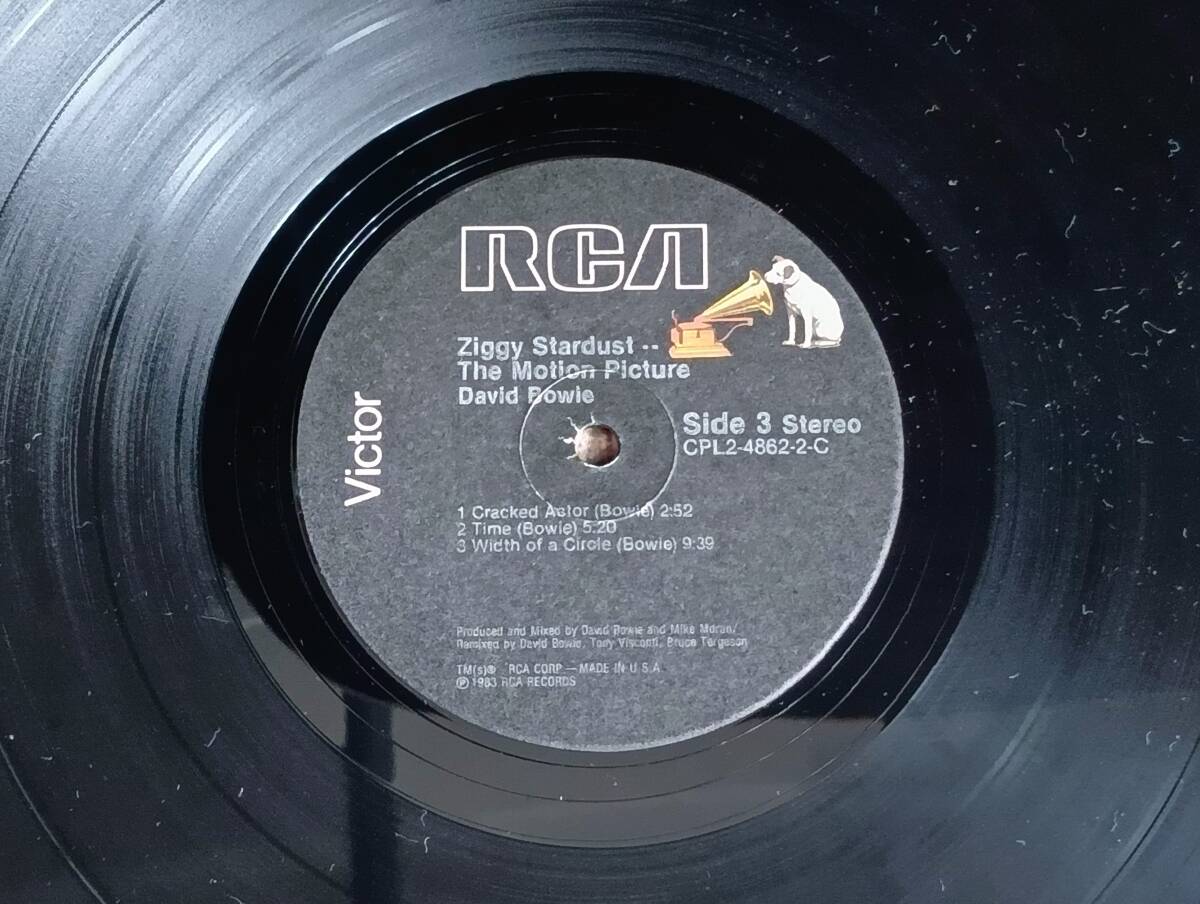 RCA
Ziggy Stardust --
The Motion Picture
David Bowie
Victor
Side 3 Stereo
CPL2-4862-2-C
1 Cracked Actor (Bowie) 2:52
2 Time (Bowie) 5:20
3 Width of a Circle (Bowie) 9:39
Produced and Mixed by David Bowie and Mike Moran/
Remixed by David Bowie, Tony Visconti, Bruce Tergeson
TM(s)® RCA CORP — MADE IN U.S.A.
℗ 1983 RCA RECORDS